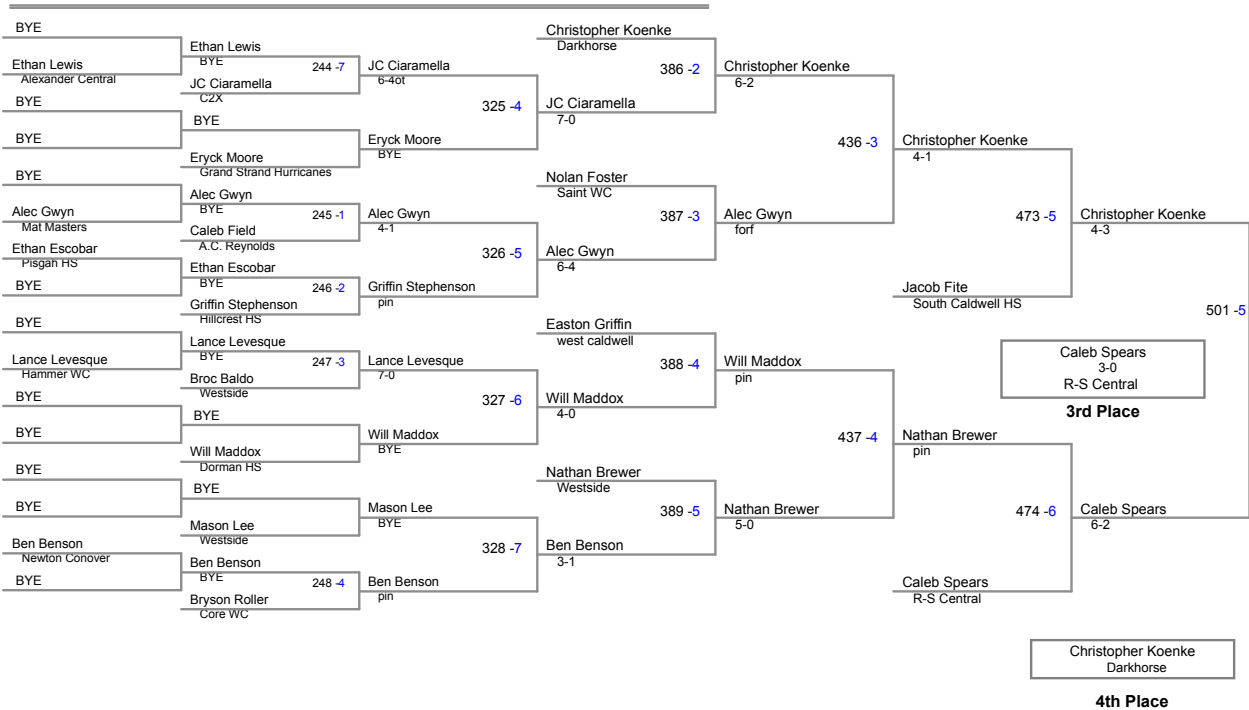 BYE
Ethan Lewis
Alexander Central
BYE
BYE
BYE
Alec Gwyn
Mat Masters
Ethan Escobar
Pisgah HS
BYE
BYE
Lance Levesque
Hammer WC
BYE
BYE
BYE
BYE
Ben Benson
Newton Conover
BYE
Ethan Lewis
BYE
244 -7
JC Ciaramella
C2X
BYE
Eryck Moore
Grand Strand Hurricanes
Alec Gwyn
BYE
245 -1
Caleb Field
A.C. Reynolds
Ethan Escobar
BYE
246 -2
Griffin Stephenson
Hillcrest HS
Lance Levesque
BYE
247 -3
Broc Baldo
Westside
BYE
Will Maddox
Dorman HS
BYE
Mason Lee
Westside
Ben Benson
BYE
248 -4
Bryson Roller
Core WC
JC Ciaramella
6-4ot
325 -4
Eryck Moore
BYE
Alec Gwyn
4-1
326 -5
Griffin Stephenson
pin
Lance Levesque
7-0
327 -6
Will Maddox
BYE
Mason Lee
BYE
328 -7
Ben Benson
pin
Christopher Koenke
Darkhorse
386 -2
JC Ciaramella
7-0
Nolan Foster
Saint WC
387 -3
Alec Gwyn
6-4
Easton Griffin
west caldwell
388 -4
Will Maddox
4-0
Nathan Brewer
Westside
389 -5
Ben Benson
3-1
Christopher Koenke
6-2
436 -3
Alec Gwyn
forf
Will Maddox
pin
437 -4
Nathan Brewer
5-0
Christopher Koenke
4-1
473 -5
Jacob Fite
South Caldwell HS
Nathan Brewer
pin
474 -6
Caleb Spears
R-S Central
Christopher Koenke
4-3
501 -5
Caleb Spears
6-2
Caleb Spears
3-0
R-S Central
3rd Place
Christopher Koenke
Darkhorse
4th Place